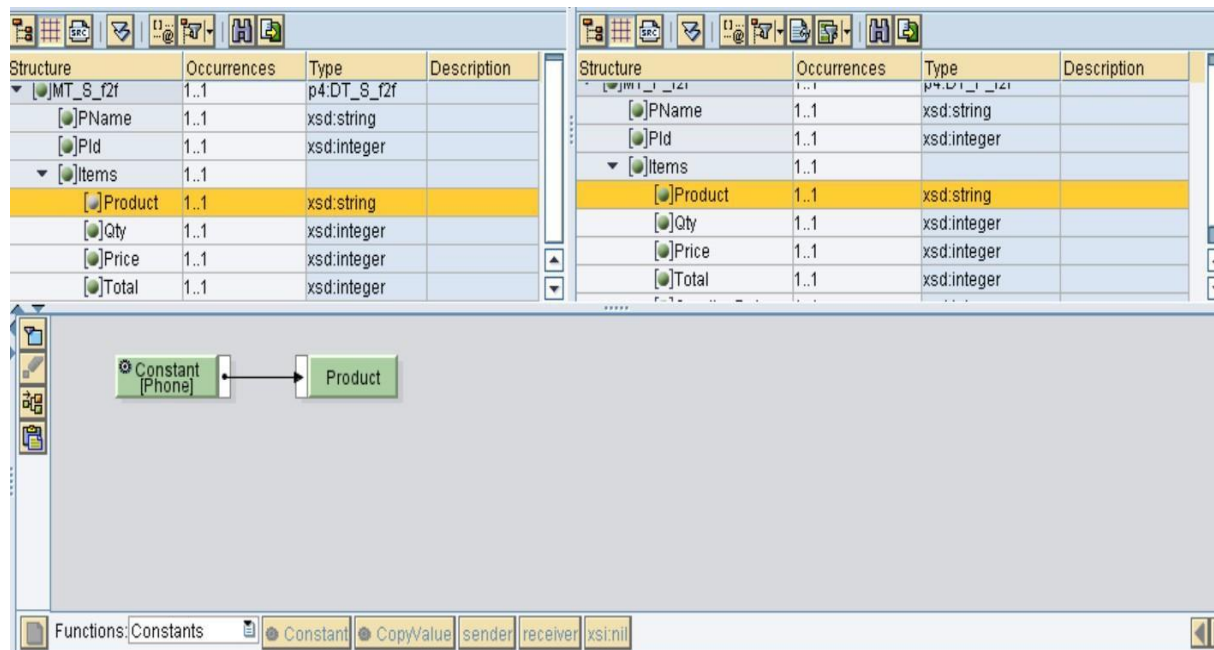 Structure Occurrences Type Description
[ ]MT_S_f2f 1..1 p4:DT_S_f2f
[ ]PName 1..1 xsd:string
[ ]PId 1..1 xsd:integer
[ ]Items 1..1
[ ]Product 1..1 xsd:string
[ ]Qty 1..1 xsd:integer
[ ]Price 1..1 xsd:integer
[ ]Total 1..1 xsd:integer
Structure Occurrences Type Description
[ ]PName 1..1 xsd:string
[ ]PId 1..1 xsd:integer
[ ]Items 1..1
[ ]Product 1..1 xsd:string
[ ]Qty 1..1 xsd:integer
[ ]Price 1..1 xsd:integer
[ ]Total 1..1 xsd:integer
Constant
[Phone]
Product
Functions: Constants Constant CopyValue sender receiver xsi:nil